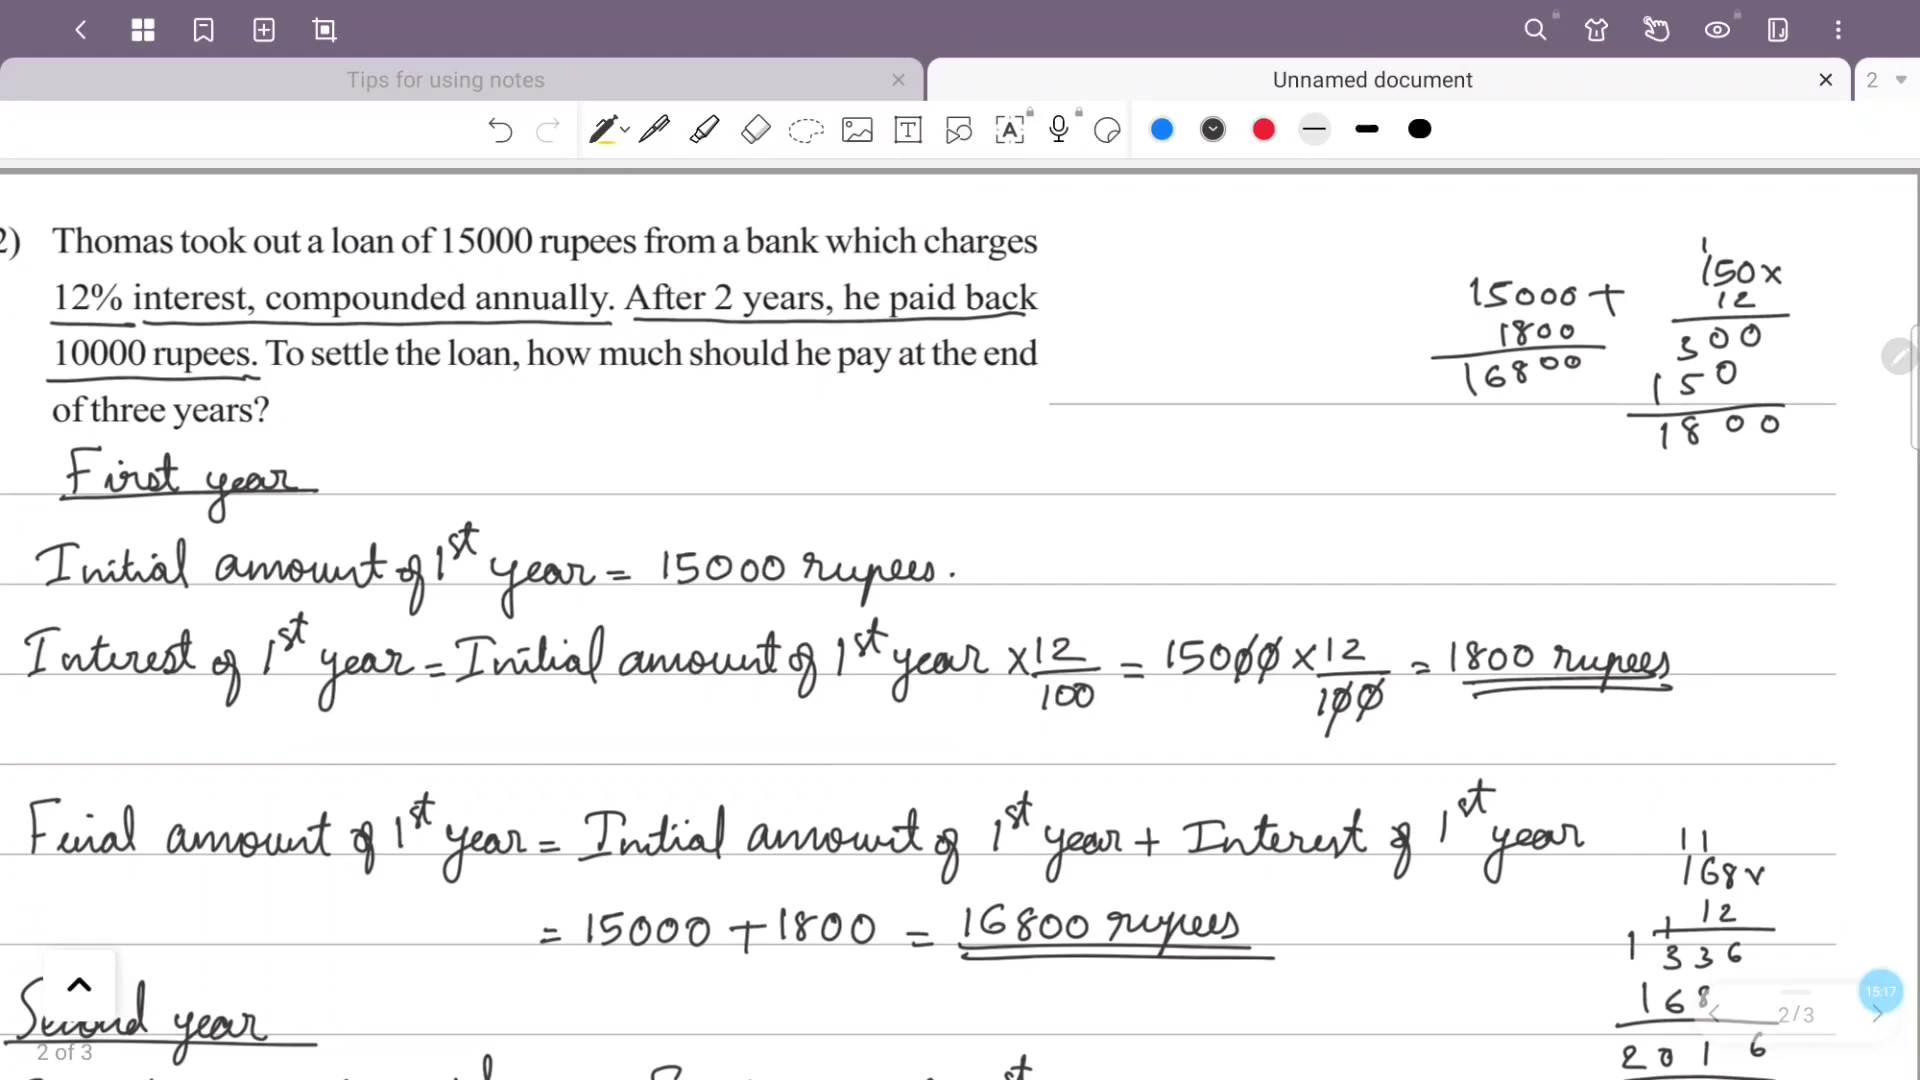 Tips for using notes
Unnamed document
2
2) Thomas took out a loan of 15000 rupees from a bank which charges
12% interest, compounded annually. After 2 years, he paid back
10000 rupees. To settle the loan, how much should he pay at the end
of three years?
15000 +
1800
16800
1
150 x
12
300
150
1800
First year
Initial amount of 1st year = 15000 rupees.
Interest of 1st year = Initial amount of 1st year x 12/100 = 15000 x 12/100 = 1800 rupees
Final amount of 1st year = Initial amount of 1st year + Interest of 1st year
= 15000 + 1800 = 16800 rupees
11
168 x
12
1 1
336
168
2016
Second year
2 of 3
2/3
15:17